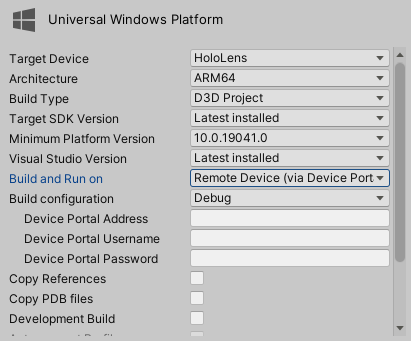 Universal Windows Platform
Target Device HoloLens
Architecture ARM64
Build Type D3D Project
Target SDK Version Latest installed
Minimum Platform Version 10.0.19041.0
Visual Studio Version Latest installed
Build and Run on Remote Device (via Device Port
Build configuration Debug
Device Portal Address
Device Portal Username
Device Portal Password
Copy References
Copy PDB files
Development Build